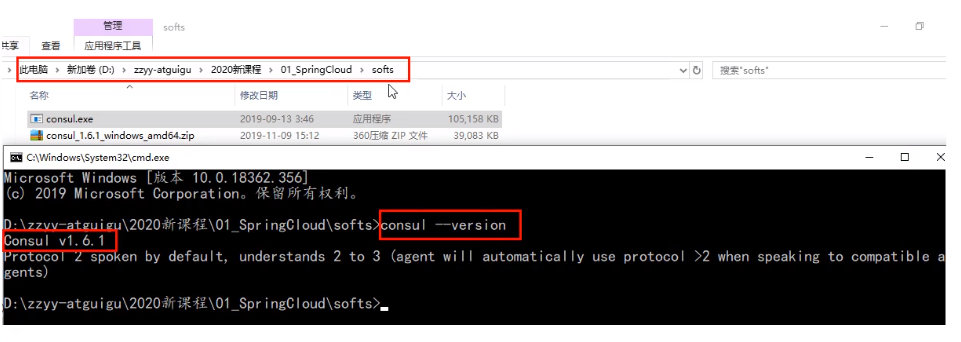 管理 softs
共享 查看 应用程序工具
此电脑 › 新加卷 (D:) › zzyy-atguigu › 2020新课程 › 01_SpringCloud › softs 搜索"softs"
名称 修改日期 类型 大小
consul.exe 2019-09-13 3:46 应用程序 105,158 KB
consul_1.6.1_windows_amd64.zip 2019-11-09 15:12 360压缩 ZIP 文件 39,083 KB
C:\Windows\System32\cmd.exe
Microsoft Windows [版本 10.0.18362.356]
(c) 2019 Microsoft Corporation。保留所有权利。
D:\zzyy-atguigu\2020新课程\01_SpringCloud\softs>consul --version
Consul v1.6.1
Protocol 2 spoken by default, understands 2 to 3 (agent will automatically use protocol >2 when speaking to compatible a
gents)
D:\zzyy-atguigu\2020新课程\01_SpringCloud\softs>